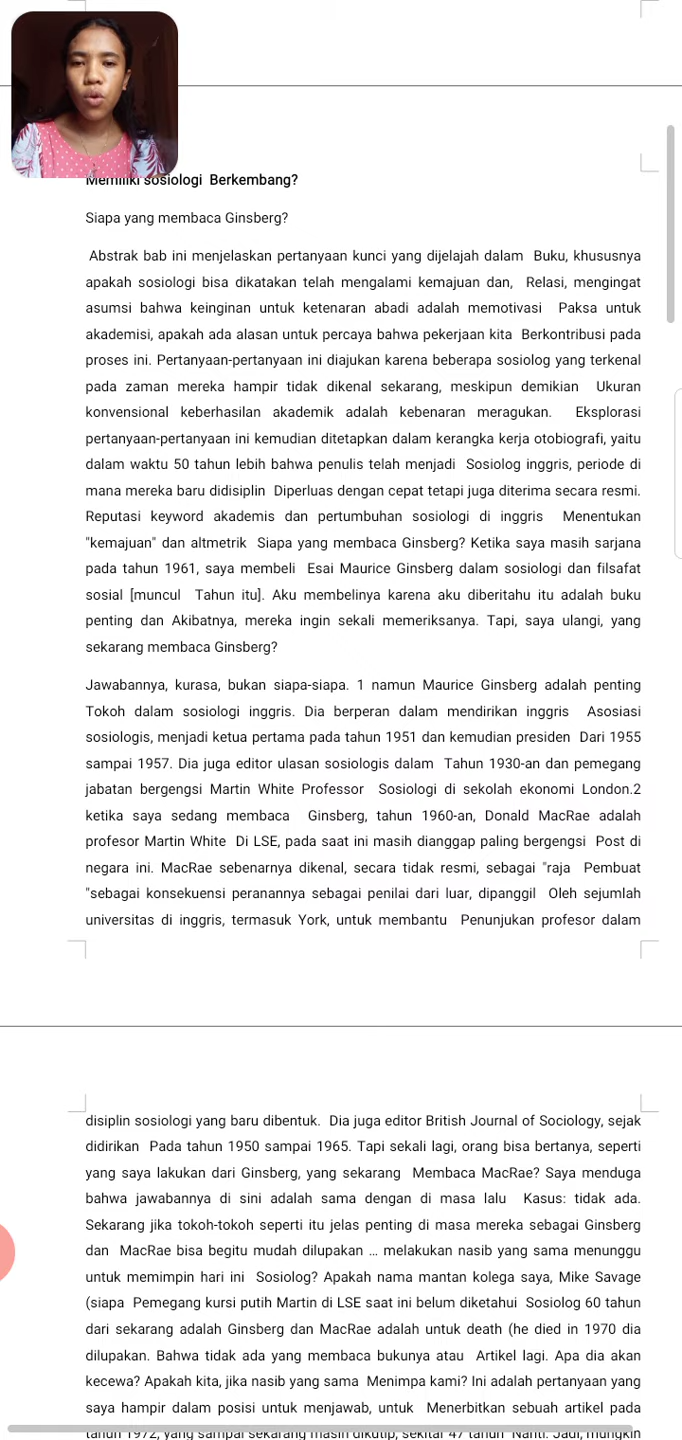 Memiliki sosiologi Berkembang?
Siapa yang membaca Ginsberg?
Abstrak bab ini menjelaskan pertanyaan kunci yang dijelajah dalam Buku, khususnya
apakah sosiologi bisa dikatakan telah mengalami kemajuan dan, Relasi, mengingat
asumsi bahwa keinginan untuk ketenaran abadi adalah memotivasi Paksa untuk
akademisi, apakah ada alasan untuk percaya bahwa pekerjaan kita Berkontribusi pada
proses ini. Pertanyaan-pertanyaan ini diajukan karena beberapa sosiolog yang terkenal
pada zaman mereka hampir tidak dikenal sekarang, meskipun demikian Ukuran
konvensional keberhasilan akademik adalah kebenaran meragukan. Eksplorasi
pertanyaan-pertanyaan ini kemudian ditetapkan dalam kerangka kerja otobiografi, yaitu
dalam waktu 50 tahun lebih bahwa penulis telah menjadi Sosiolog inggris, periode di
mana mereka baru didisiplin Diperluas dengan cepat tetapi juga diterima secara resmi.
Reputasi keyword akademis dan pertumbuhan sosiologi di inggris Menentukan
"kemajuan" dan altmetrik Siapa yang membaca Ginsberg? Ketika saya masih sarjana
pada tahun 1961, saya membeli Esai Maurice Ginsberg dalam sosiologi dan filsafat
sosial [muncul Tahun itu]. Aku membelinya karena aku diberitahu itu adalah buku
penting dan Akibatnya, mereka ingin sekali memeriksanya. Tapi, saya ulangi, yang
sekarang membaca Ginsberg?
Jawabannya, kurasa, bukan siapa-siapa. 1 namun Maurice Ginsberg adalah penting
Tokoh dalam sosiologi inggris. Dia berperan dalam mendirikan inggris Asosiasi
sosiologis, menjadi ketua pertama pada tahun 1951 dan kemudian presiden Dari 1955
sampai 1957. Dia juga editor ulasan sosiologis dalam Tahun 1930-an dan pemegang
jabatan bergengsi Martin White Professor Sosiologi di sekolah ekonomi London.2
ketika saya sedang membaca Ginsberg, tahun 1960-an, Donald MacRae adalah
profesor Martin White Di LSE, pada saat ini masih dianggap paling bergengsi Post di
negara ini. MacRae sebenarnya dikenal, secara tidak resmi, sebagai "raja Pembuat
"sebagai konsekuensi peranannya sebagai penilai dari luar, dipanggil Oleh sejumlah
universitas di inggris, termasuk York, untuk membantu Penunjukan profesor dalam
disiplin sosiologi yang baru dibentuk. Dia juga editor British Journal of Sociology, sejak
didirikan Pada tahun 1950 sampai 1965. Tapi sekali lagi, orang bisa bertanya, seperti
yang saya lakukan dari Ginsberg, yang sekarang Membaca MacRae? Saya menduga
bahwa jawabannya di sini adalah sama dengan di masa lalu Kasus: tidak ada.
Sekarang jika tokoh-tokoh seperti itu jelas penting di masa mereka sebagai Ginsberg
dan MacRae bisa begitu mudah dilupakan ... melakukan nasib yang sama menunggu
untuk memimpin hari ini Sosiolog? Apakah nama mantan kolega saya, Mike Savage
(siapa Pemegang kursi putih Martin di LSE saat ini belum diketahui Sosiolog 60 tahun
dari sekarang adalah Ginsberg dan MacRae adalah untuk death (he died in 1970 dia
dilupakan. Bahwa tidak ada yang membaca bukunya atau Artikel lagi. Apa dia akan
kecewa? Apakah kita, jika nasib yang sama Menimpa kami? Ini adalah pertanyaan yang
saya hampir dalam posisi untuk menjawab, untuk Menerbitkan sebuah artikel pada
tahun 1972, yang sampai sekarang masih dikutip, sekitar 47 tahun Nanti. Jadi, mungkin